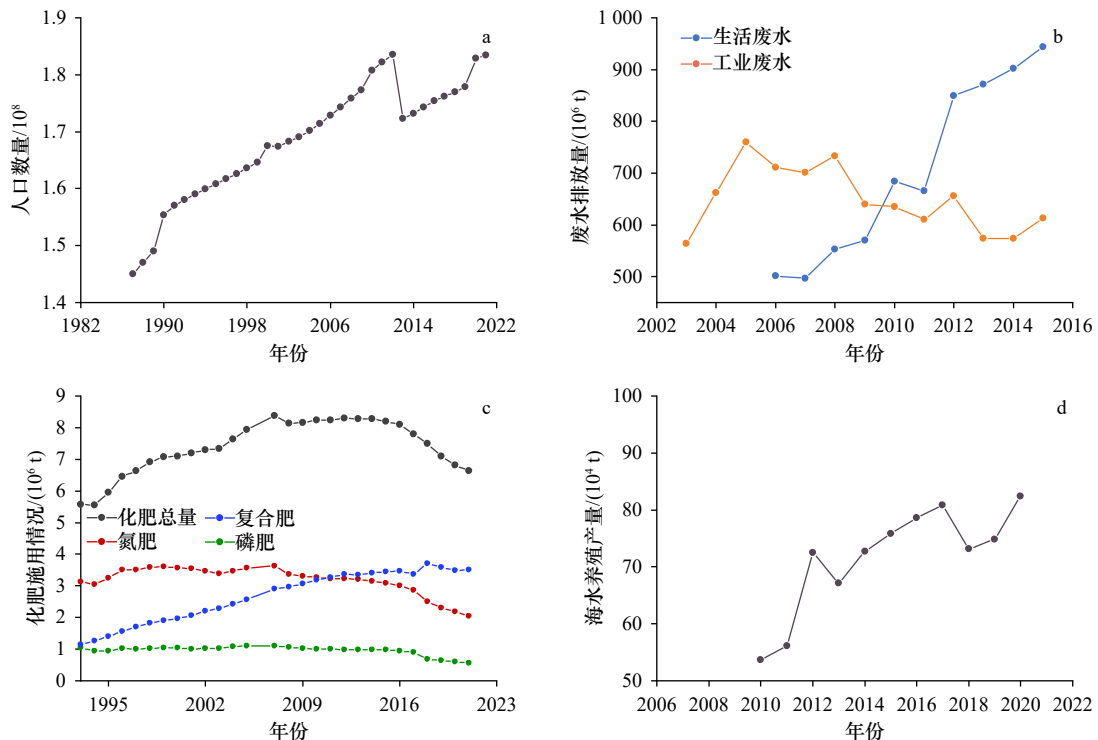 1.9
1.8
1.7
1.6
1.5
1.4
人口数量/10⁸
a
1982 1990 1998 2006 2014 2022
年份
1 000
900
800
700
600
500
废水排放量/(10⁶ t)
生活废水
工业废水
b
2002 2004 2006 2008 2010 2012 2014 2016
年份
9
8
7
6
5
4
3
2
1
0
化肥施用情况/(10⁶ t)
c
化肥总量 复合肥
氮肥 磷肥
1995 2002 2009 2016 2023
年份
100
90
80
70
60
50
海水养殖产量/(10⁴ t)
d
2006 2008 2010 2012 2014 2016 2018 2020 2022
年份